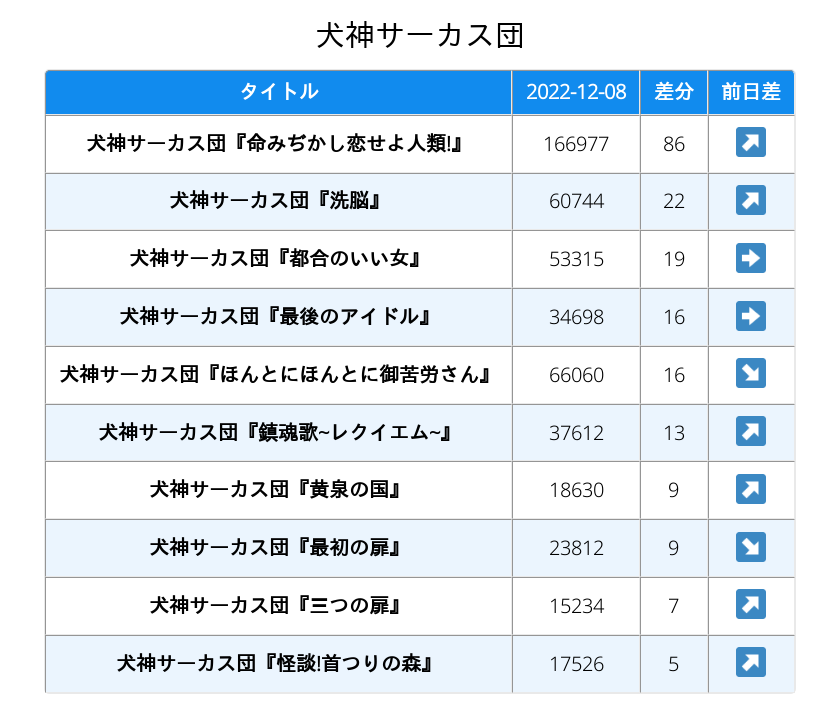 犬神サーカス団
タイトル 2022-12-08 差分 前日差
犬神サーカス団『命みぢかし恋せよ人類!』 166977 86
犬神サーカス団『洗脳』 60744 22
犬神サーカス団『都合のいい女』 53315 19
犬神サーカス団『最後のアイドル』 34698 16
犬神サーカス団『ほんとにほんとに御苦労さん』 66060 16
犬神サーカス団『鎮魂歌~レクイエム~』 37612 13
犬神サーカス団『黄泉の国』 18630 9
犬神サーカス団『最初の扉』 23812 9
犬神サーカス団『三つの扉』 15234 7
犬神サーカス団『怪談!首つりの森』 17526 5